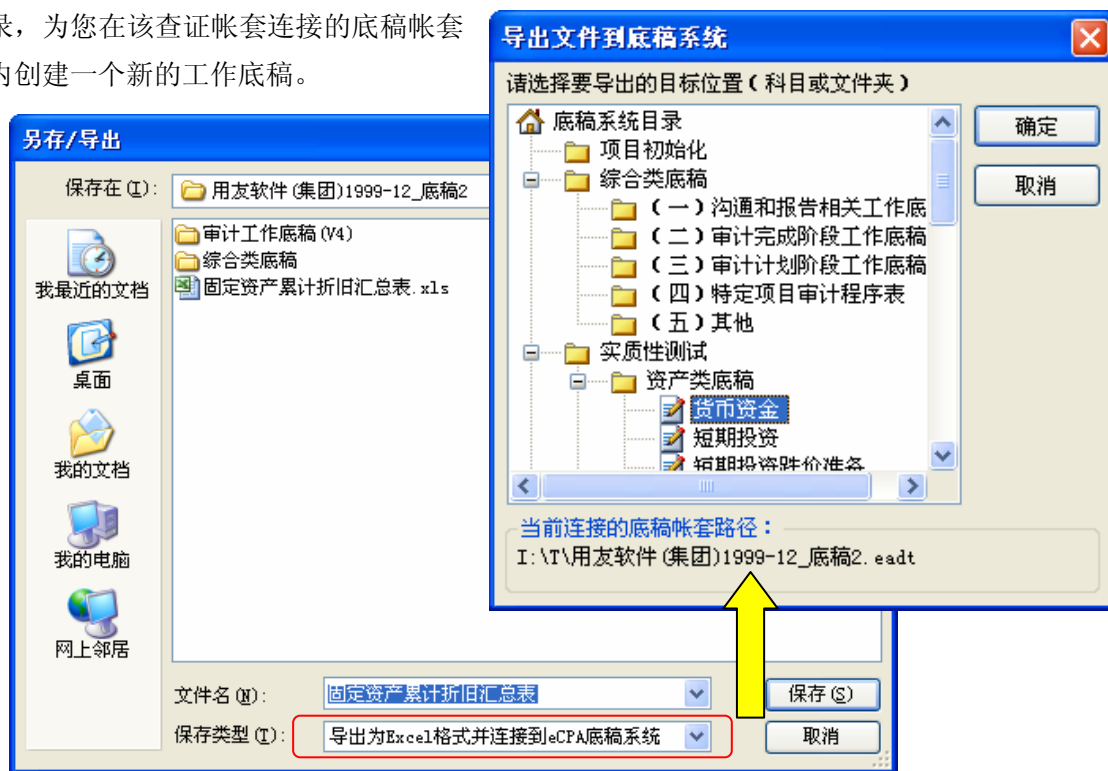 录，为您在该查证帐套连接的底稿帐套
内创建一个新的工作底稿。
导出文件到底稿系统
请选择要导出的目标位置(科目或文件夹)
底稿系统目录
项目初始化
综合类底稿
(一)沟通和报告相关工作底
(二)审计完成阶段工作底稿
(三)审计计划阶段工作底稿
(四)特定项目审计程序表
(五)其他
实质性测试
资产类底稿
货币资金
短期投资
短期投资跌价准备
确定
取消
当前连接的底稿帐套路径：
I:\T\用友软件(集团)1999-12_底稿2.eadt
另存/导出
保存在(I):
用友软件(集团)1999-12_底稿2
我最近的文档
桌面
我的文档
我的电脑
网上邻居
审计工作底稿(V4)
综合类底稿
固定资产累计折旧汇总表.xls
文件名(N):
固定资产累计折旧汇总表
保存(S)
保存类型(T):
导出为Excel格式并连接到eCPA底稿系统
取消